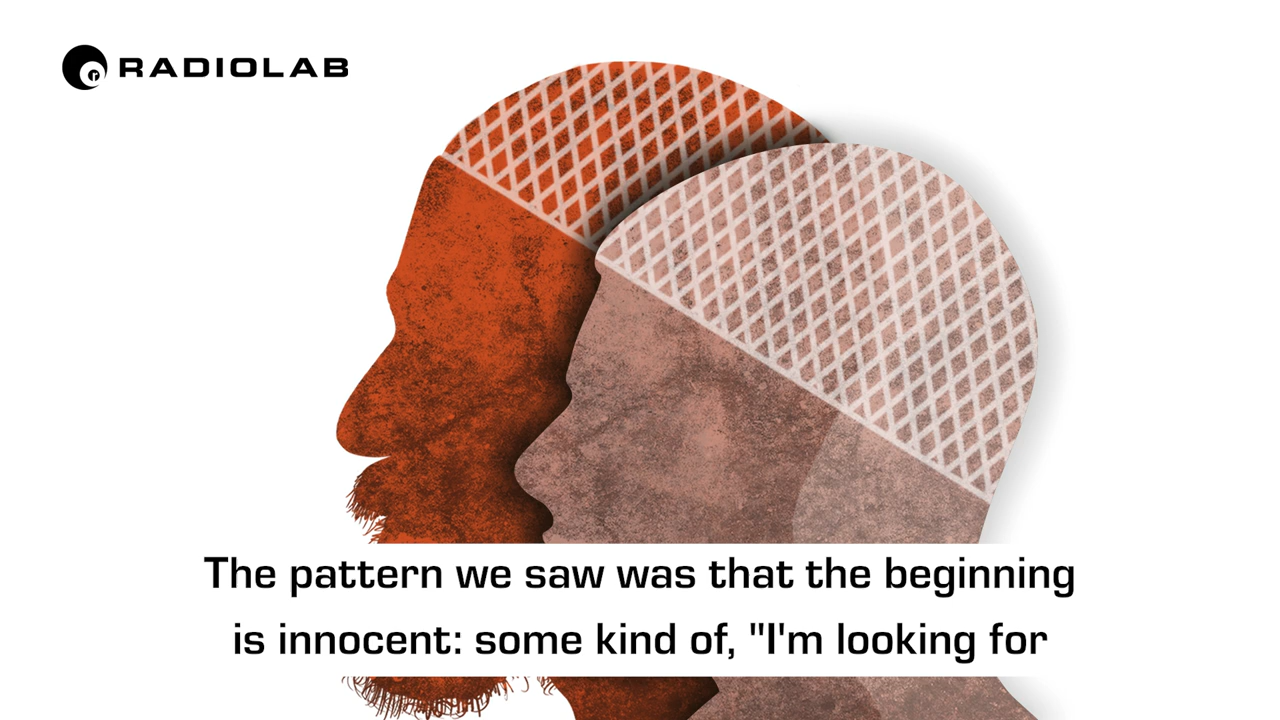 RADIOLAB
The pattern we saw was that the beginning
is innocent: some kind of, "I'm looking for